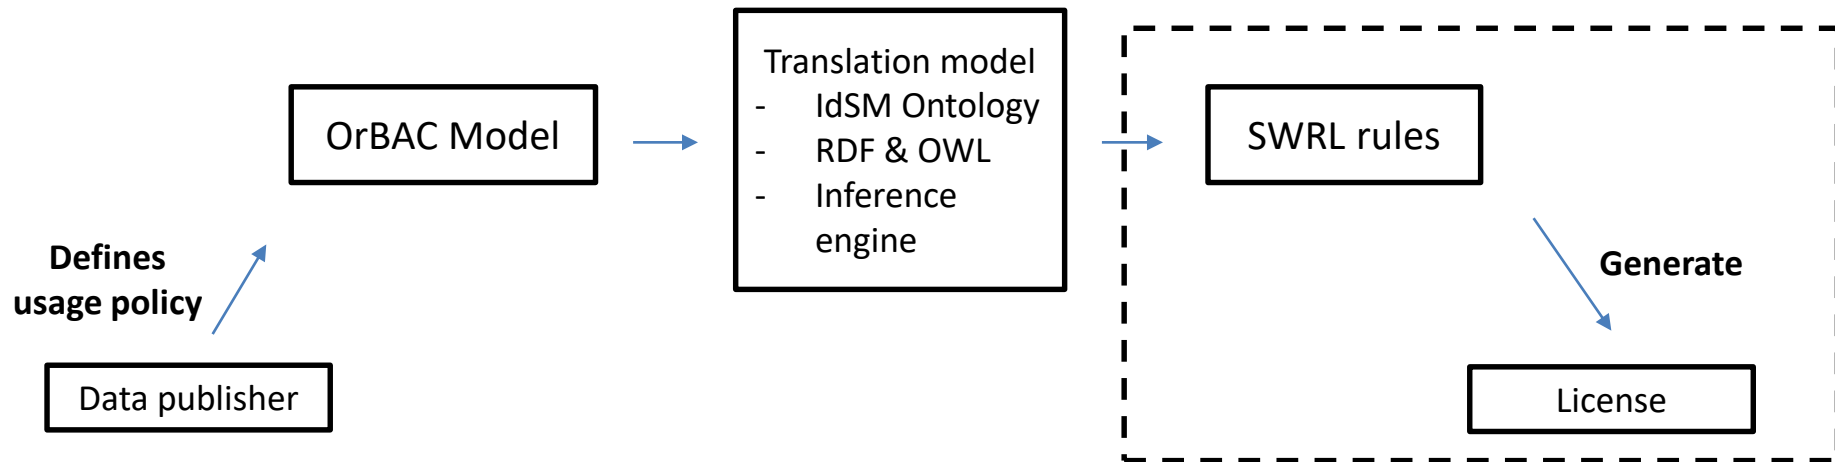 Defines
usage policy
Data publisher
OrBAC Model
Translation model
- IdSM Ontology
- RDF & OWL
- Inference
engine
SWRL rules
Generate
License